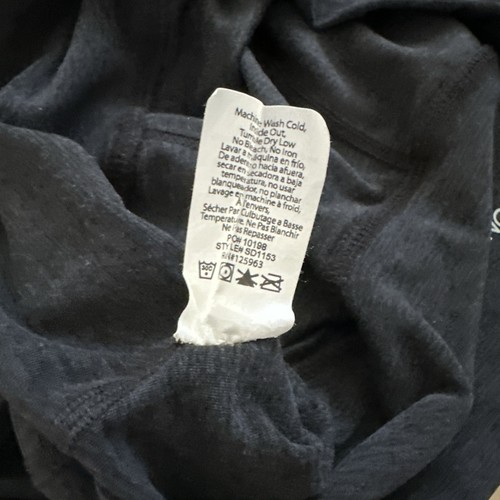 Machine Wash Cold,
Inside Out,
Tumble Dry Low
No Bleach, No Iron
Lavar a máquina en frío,
De adentro hacia afuera,
secar en secadora a baja
temperatura, no usar
blanqueador, no planchar
Lavage en machine à froid,
À l'envers,
Sécher Par Culbutage a Basse
Temperature. Ne Pas Blanchir
Ne Pas Repasser
PO# 10198
STYLE# SD1153
RN#125963